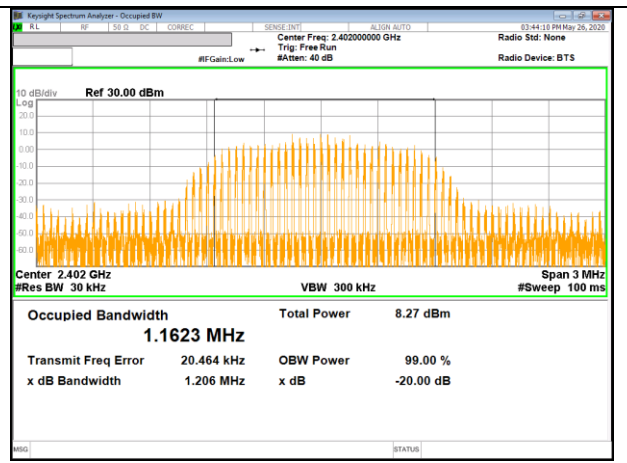 Keysight Spectrum Analyzer - Occupied BW
RL RF 50 Ω DC CORREC SENSE:INT ALIGN AUTO 03:44:10 PM May 26, 2020
Center Freq: 2.402000000 GHz Radio Std: None
Trig: Free Run
#IFGain:Low #Atten: 40 dB Radio Device: BTS
10 dB/div Ref 30.00 dBm
Log
20.0
10.0
0.00
-10.0
-20.0
-30.0
-40.0
-50.0
-60.0
Center 2.402 GHz Span 3 MHz
#Res BW 30 kHz VBW 300 kHz #Sweep 100 ms
Occupied Bandwidth Total Power 8.27 dBm
1.1623 MHz
Transmit Freq Error 20.464 kHz OBW Power 99.00 %
x dB Bandwidth 1.206 MHz x dB -20.00 dB
MSG STATUS